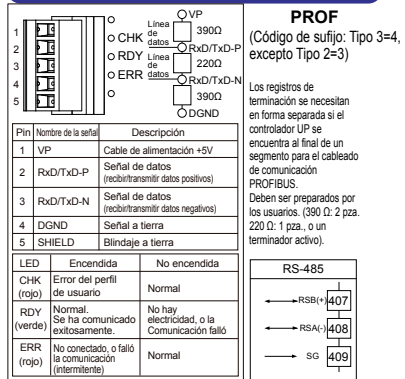 VP
1
2
3
4
5
CHK
RDY
ERR
Línea de datos
390Ω
RxD/TxD-P
220Ω
Línea de datos
RxD/TxD-N
390Ω
DGND
Pin Nombre de la señal Descripción
1 VP Cable de alimentación +5V
2 RxD/TxD-P Señal de datos
(recibir/transmitir datos positivos)
3 RxD/TxD-N Señal de datos
(recibir/transmitir datos negativos)
4 DGND Señal a tierra
5 SHIELD Blindaje a tierra
LED Encendida No encendida
CHK (rojo) Error del perfil de usuario Normal
RDY (verde) Normal. Se ha comunicado exitosamente. No hay electricidad, o la Comunicación falló
ERR (rojo) No conectado, o falló la comunicación (intermitente) Normal
PROF
(Código de sufijo: Tipo 3=4,
excepto Tipo 2=3)
Los registros de
terminación se necesitan
en forma separada si el
controlador UP se
encuentra al final de un
segmento para el cableado
de comunicación
PROFIBUS.
Deben ser preparados por
los usuarios. (390 Ω: 2 pza.
220 Ω: 1 pza., o un
terminador activo).
RS-485
RSB(+) 407
RSA(-) 408
SG 409